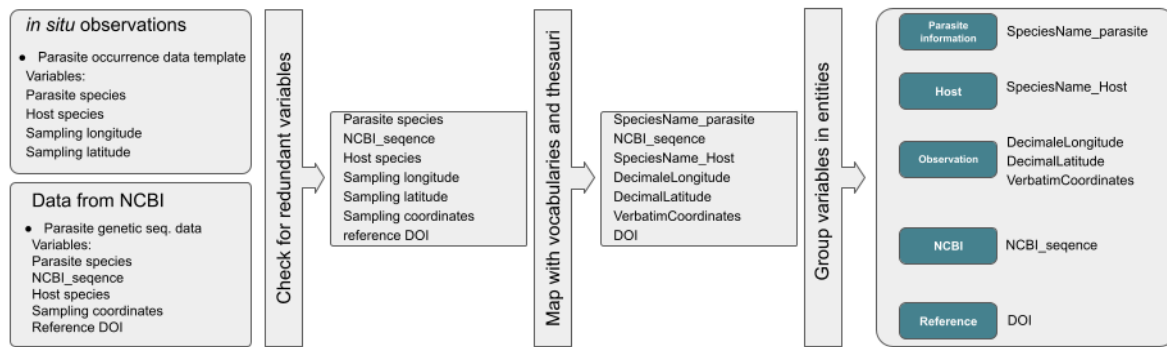 in situ observations
● Parasite occurrence data template
Variables:
Parasite species
Host species
Sampling longitude
Sampling latitude
Data from NCBI
● Parasite genetic seq. data
Variables:
Parasite species
NCBI_seqence
Host species
Sampling coordinates
Reference DOI
Check for redundant variables
Parasite species
NCBI_seqence
Host species
Sampling longitude
Sampling latitude
Sampling coordinates
reference DOI
Map with vocabularies and thesauri
SpeciesName_parasite
NCBI_seqence
SpeciesName_Host
DecimaleLongitude
DecimalLatitude
VerbatimCoordinates
DOI
Group variables in entities
Parasite
information
SpeciesName_parasite
Host
SpeciesName_Host
Observation
DecimaleLongitude
DecimalLatitude
VerbatimCoordinates
NCBI
NCBI_seqence
Reference
DOI